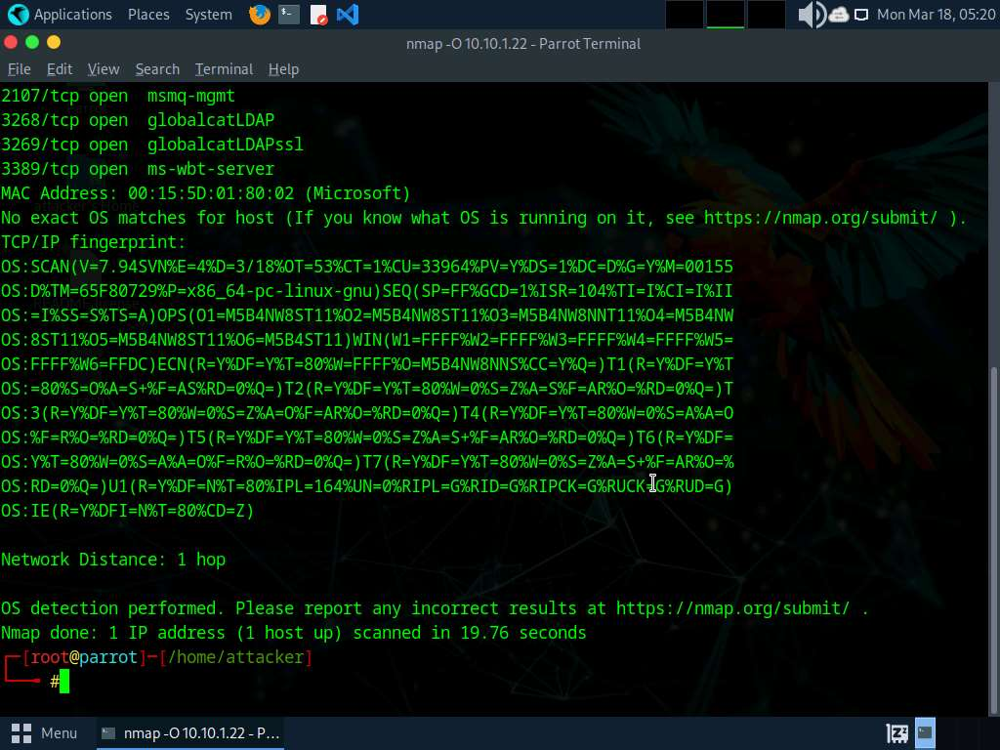 Applications Places System Mon Mar 18, 05:20
nmap -O 10.10.1.22 - Parrot Terminal
File Edit View Search Terminal Help
2107/tcp open  msmq-mgmt
3268/tcp open  globalcatLDAP
3269/tcp open  globalcatLDAPssl
3389/tcp open  ms-wbt-server
MAC Address: 00:15:5D:01:80:02 (Microsoft)
No exact OS matches for host (If you know what OS is running on it, see https://nmap.org/submit/ ).
TCP/IP fingerprint:
OS:SCAN(V=7.94SVN%E=4%D=3/18%OT=53%CT=1%CU=33964%PV=Y%DS=1%DC=D%G=Y%M=00155
OS:D%TM=65F80729%P=x86_64-pc-linux-gnu)SEQ(SP=FF%GCD=1%ISR=104%TI=I%CI=I%II
OS:=I%SS=S%TS=A)OPS(O1=M5B4NW8ST11%O2=M5B4NW8ST11%O3=M5B4NW8NNT11%O4=M5B4NW
OS:8ST11%O5=M5B4NW8ST11%O6=M5B4ST11)WIN(W1=FFFF%W2=FFFF%W3=FFFF%W4=FFFF%W5=
OS:FFFF%W6=FFDC)ECN(R=Y%DF=Y%T=80%W=FFFF%O=M5B4NW8NNS%CC=Y%Q=)T1(R=Y%DF=Y%T
OS:=80%S=O%A=S+%F=AS%RD=0%Q=)T2(R=Y%DF=Y%T=80%W=0%S=Z%A=S%F=AR%O=%RD=0%Q=)T
OS:3(R=Y%DF=Y%T=80%W=0%S=Z%A=O%F=AR%O=%RD=0%Q=)T4(R=Y%DF=Y%T=80%W=0%S=A%A=O
OS:%F=R%O=%RD=0%Q=)T5(R=Y%DF=Y%T=80%W=0%S=Z%A=S+%F=AR%O=%RD=0%Q=)T6(R=Y%DF=
OS:Y%T=80%W=0%S=A%A=O%F=R%O=%RD=0%Q=)T7(R=Y%DF=Y%T=80%W=0%S=Z%A=S+%F=AR%O=%
OS:RD=0%Q=)U1(R=Y%DF=N%T=80%IPL=164%UN=0%RIPL=G%RID=G%RIPCK=G%RUCK=G%RUD=G)
OS:IE(R=Y%DFI=N%T=80%CD=Z)
Network Distance: 1 hop
OS detection performed. Please report any incorrect results at https://nmap.org/submit/ .
Nmap done: 1 IP address (1 host up) scanned in 19.76 seconds
┌─[root@parrot]─[/home/attacker]
└──╼ #
Menu nmap -O 10.10.1.22 - P...